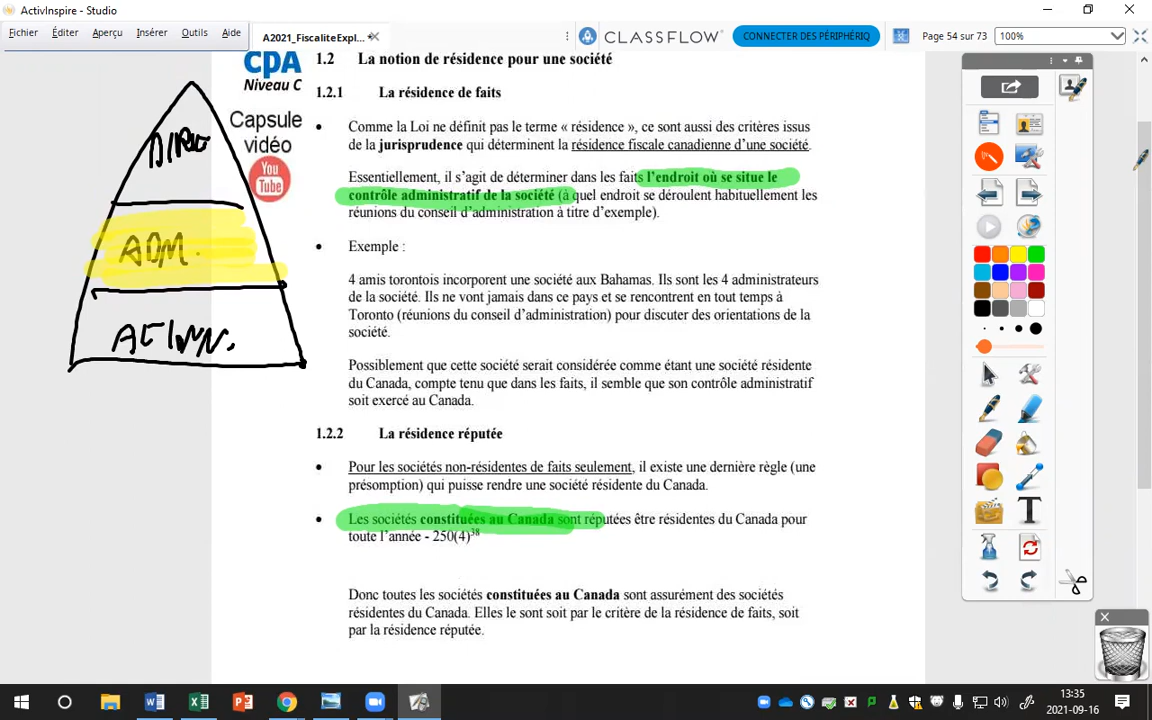 ActivInspire - Studio
Fichier Éditer Aperçu Insérer Outils Aide
A2021_FiscaliteExpl...
CLASSFLOW
CONNECTER DES PÉRIPHÉRIQ
Page 54 sur 73
100%
CPA
Niveau C
Capsule
vidéo
You
Tube
ADM.
1.2 La notion de résidence pour une société
1.2.1 La résidence de faits
• Comme la Loi ne définit pas le terme « résidence », ce sont aussi des critères issus
de la jurisprudence qui déterminent la résidence fiscale canadienne d'une société.
Essentiellement, il s'agit de déterminer dans les faits l'endroit où se situe le
contrôle administratif de la société (à quel endroit se déroulent habituellement les
réunions du conseil d'administration à titre d'exemple).
• Exemple :
4 amis torontois incorporent une société aux Bahamas. Ils sont les 4 administrateurs
de la société. Ils ne vont jamais dans ce pays et se rencontrent en tout temps à
Toronto (réunions du conseil d'administration) pour discuter des orientations de la
société.
Possiblement que cette société serait considérée comme étant une société résidente
du Canada, compte tenu que dans les faits, il semble que son contrôle administratif
soit exercé au Canada.
1.2.2 La résidence réputée
• Pour les sociétés non-résidentes de faits seulement, il existe une dernière règle (une
présomption) qui puisse rendre une société résidente du Canada.
• Les sociétés constituées au Canada sont réputées être résidentes du Canada pour
toute l'année - 250(4)38
Donc toutes les sociétés constituées au Canada sont assurément des sociétés
résidentes du Canada. Elles le sont soit par le critère de la résidence de faits, soit
par la résidence réputée.
13:35
2021-09-16